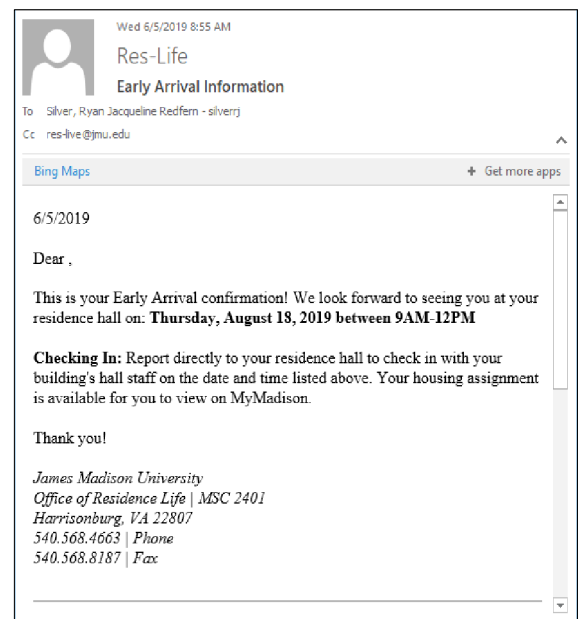 Wed 6/5/2019 8:55 AM
Res-Life
Early Arrival Information
To Silver, Ryan Jacqueline Redfern - silverrj
Cc res-live@jmu.edu
Bing Maps + Get more apps
6/5/2019
Dear ,
This is your Early Arrival confirmation! We look forward to seeing you at your
residence hall on: Thursday, August 18, 2019 between 9AM-12PM
Checking In: Report directly to your residence hall to check in with your
building's hall staff on the date and time listed above. Your housing assignment
is available for you to view on MyMadison.
Thank you!
James Madison University
Office of Residence Life | MSC 2401
Harrisonburg, VA 22807
540.568.4663 | Phone
540.568.8187 | Fax